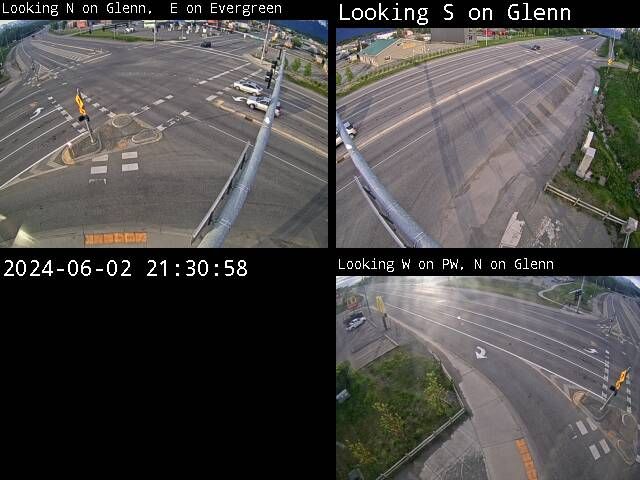 Looking N on Glenn,  E on Evergreen
Looking S on Glenn
2024-06-02 21:30:58
Looking W on PW, N on Glenn